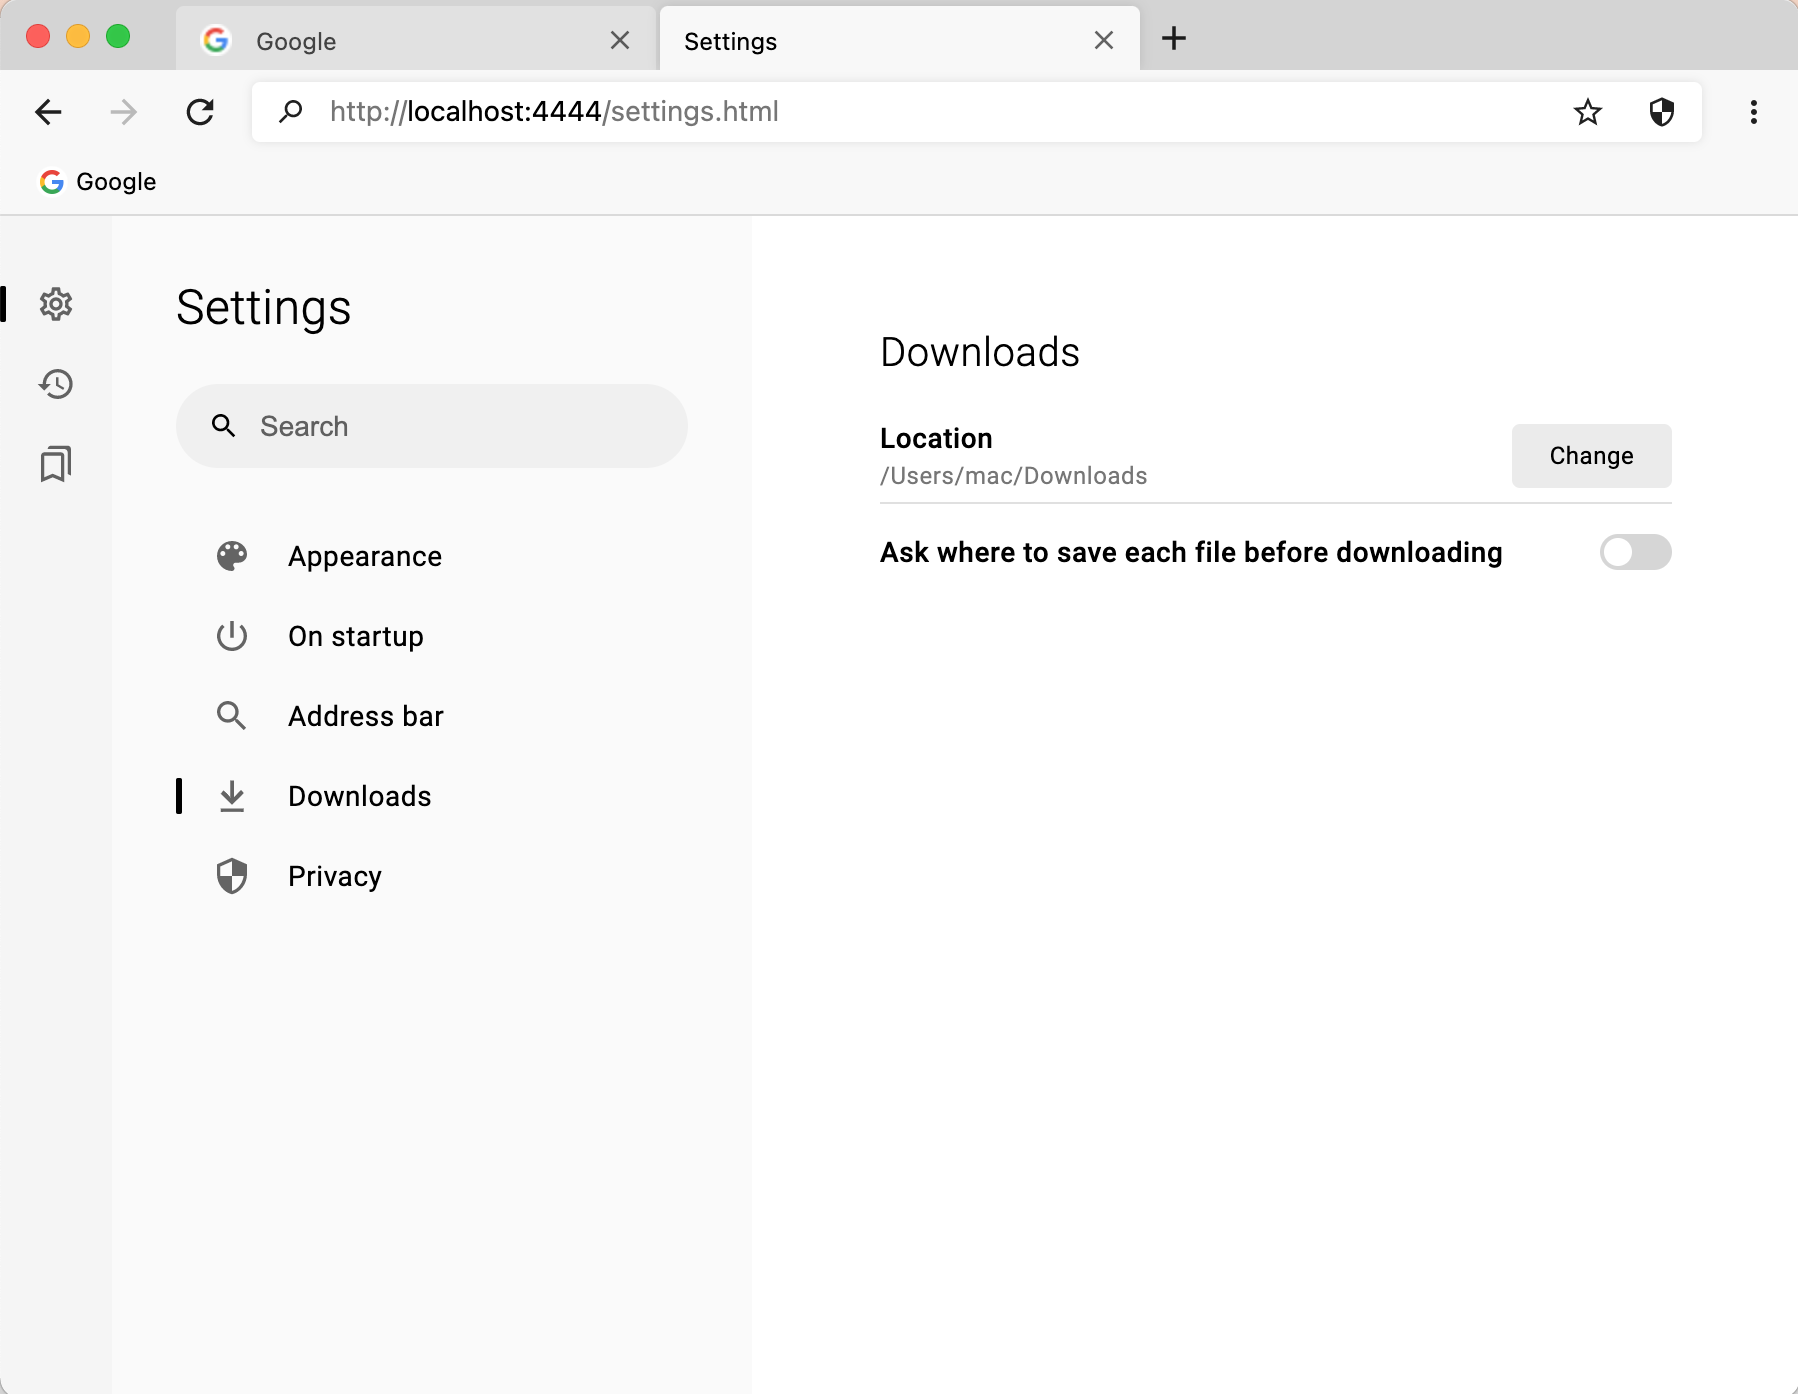 Google
Settings
http://localhost:4444/settings.html
Google
Settings
Search
Appearance
On startup
Address bar
Downloads
Privacy
Downloads
Location
/Users/mac/Downloads
Change
Ask where to save each file before downloading